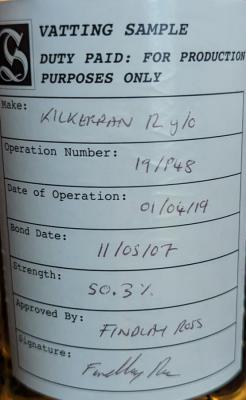 S
VATTING SAMPLE
DUTY PAID: FOR PRODUCTION
PURPOSES ONLY
Make:
KILKERRAN 12 y/o
Operation Number:
19/P48
Date of Operation:
01/04/19
Bond Date:
11/05/07
Strength:
50.3%
Approved By:
FINDLAY ROSS
Signature: